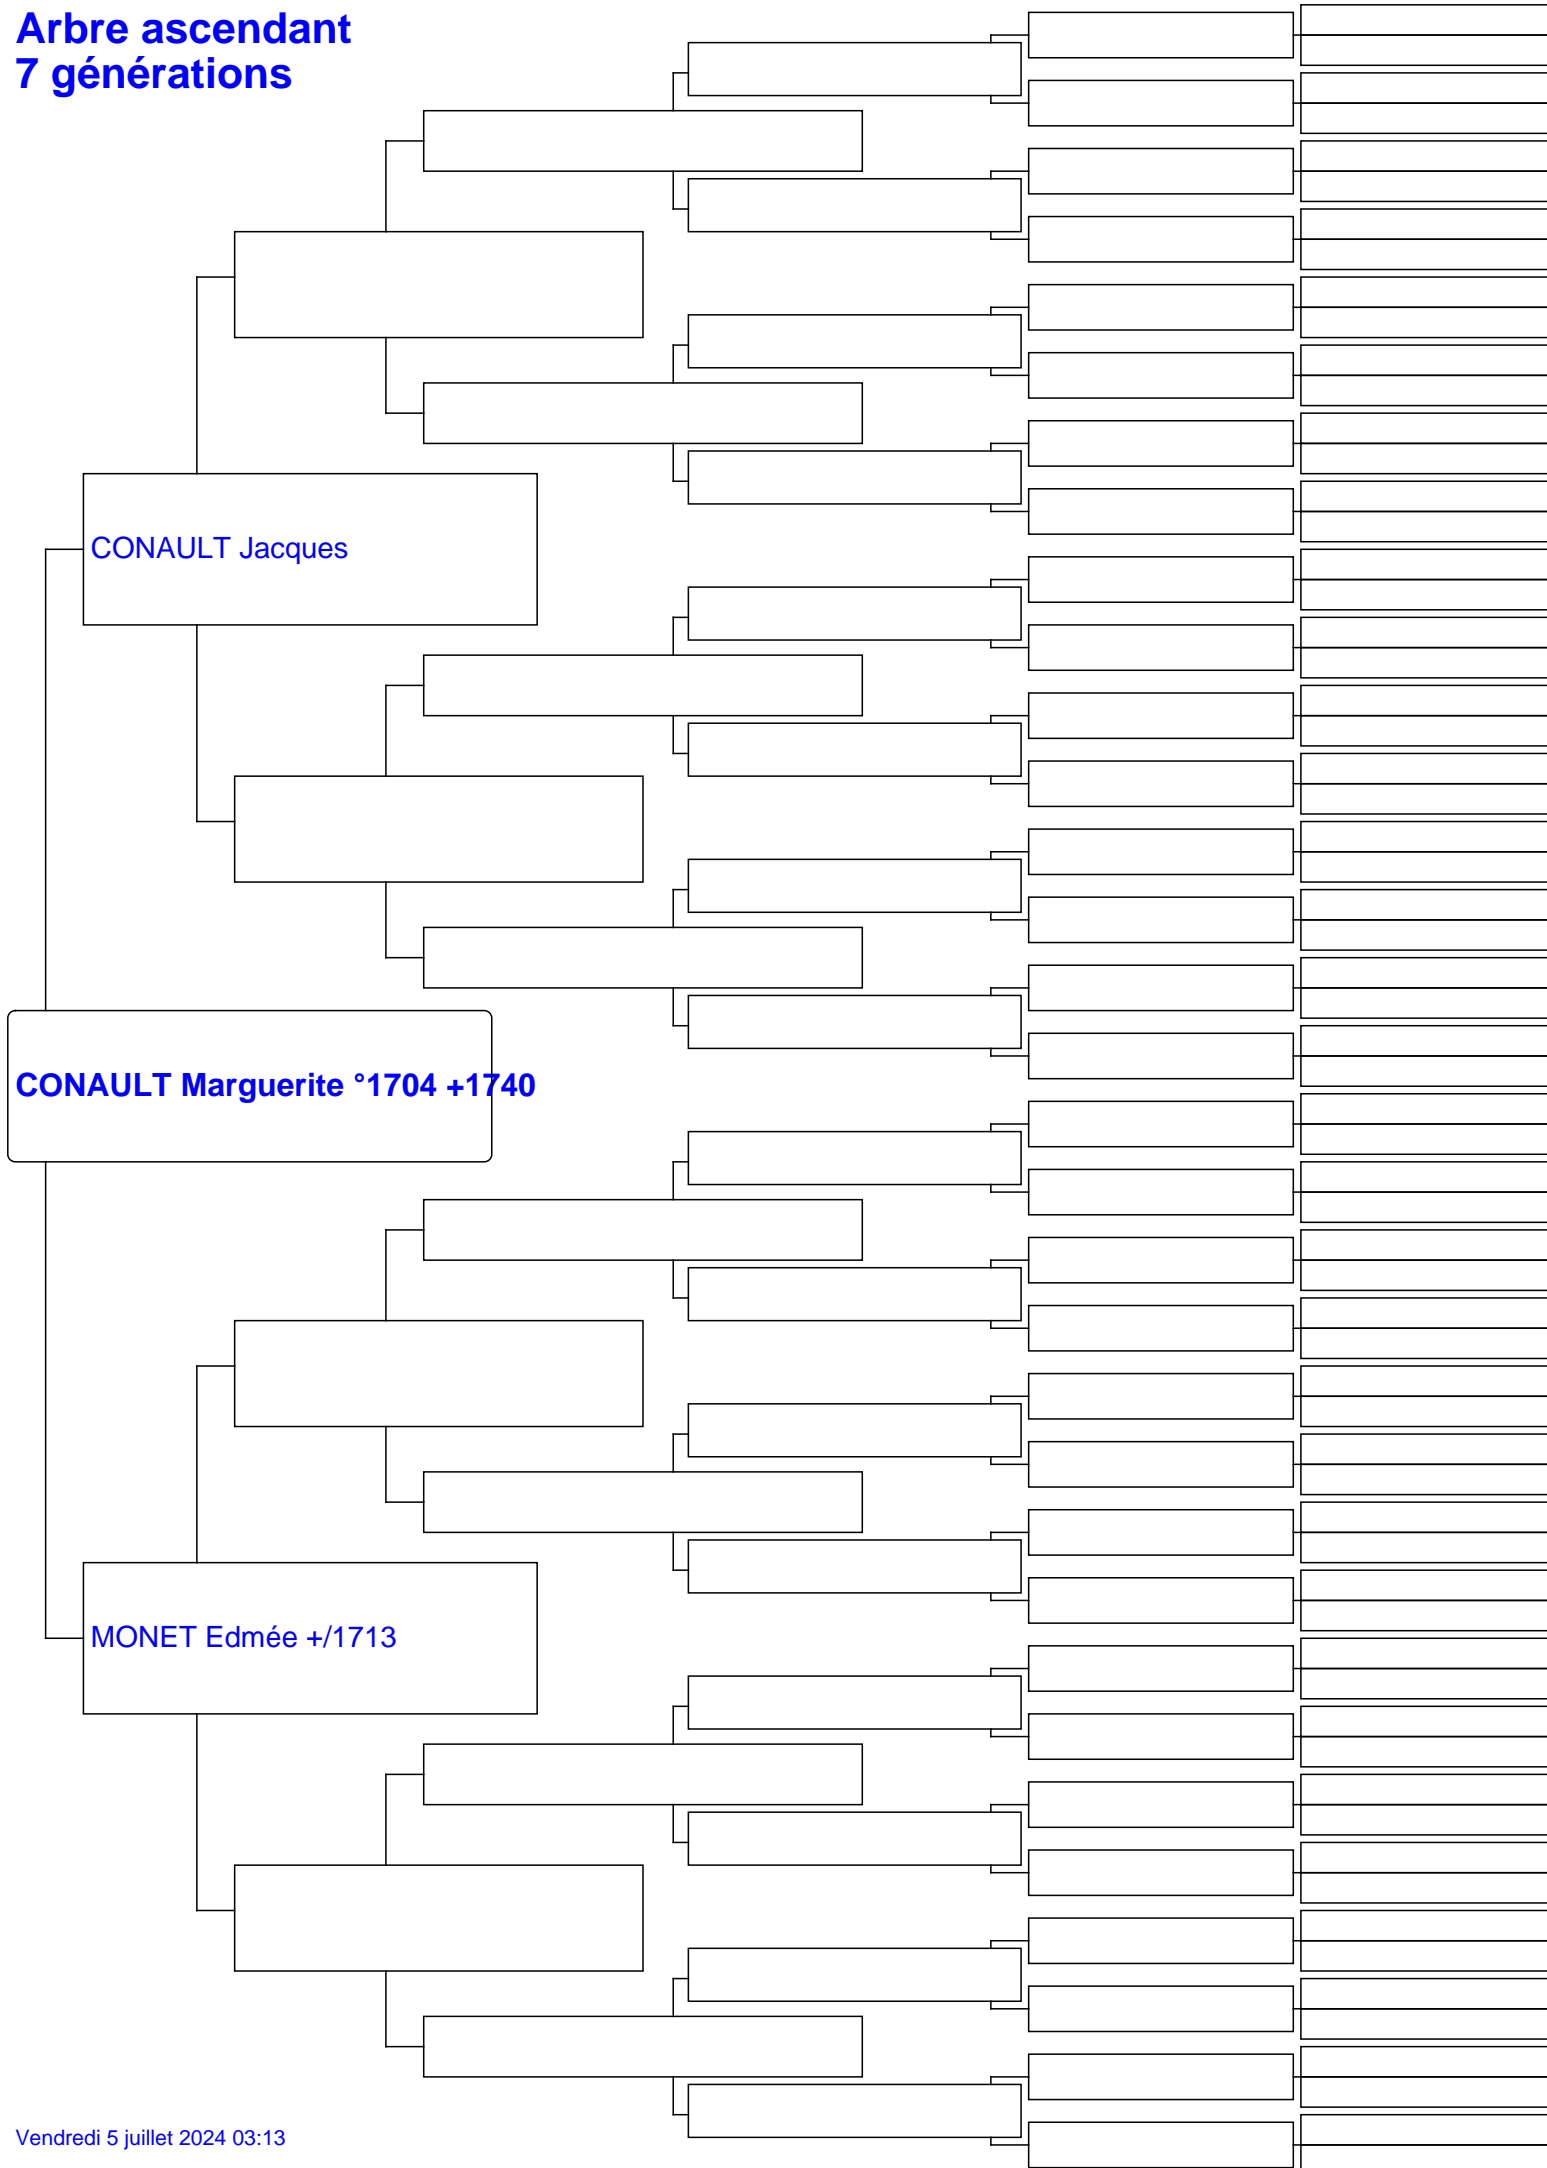 Arbre ascendant
7 générations
CONAULT Jacques
CONAULT Marguerite °1704 +1740
MONET Edmée +/1713
Vendredi 5 juillet 2024 03:13